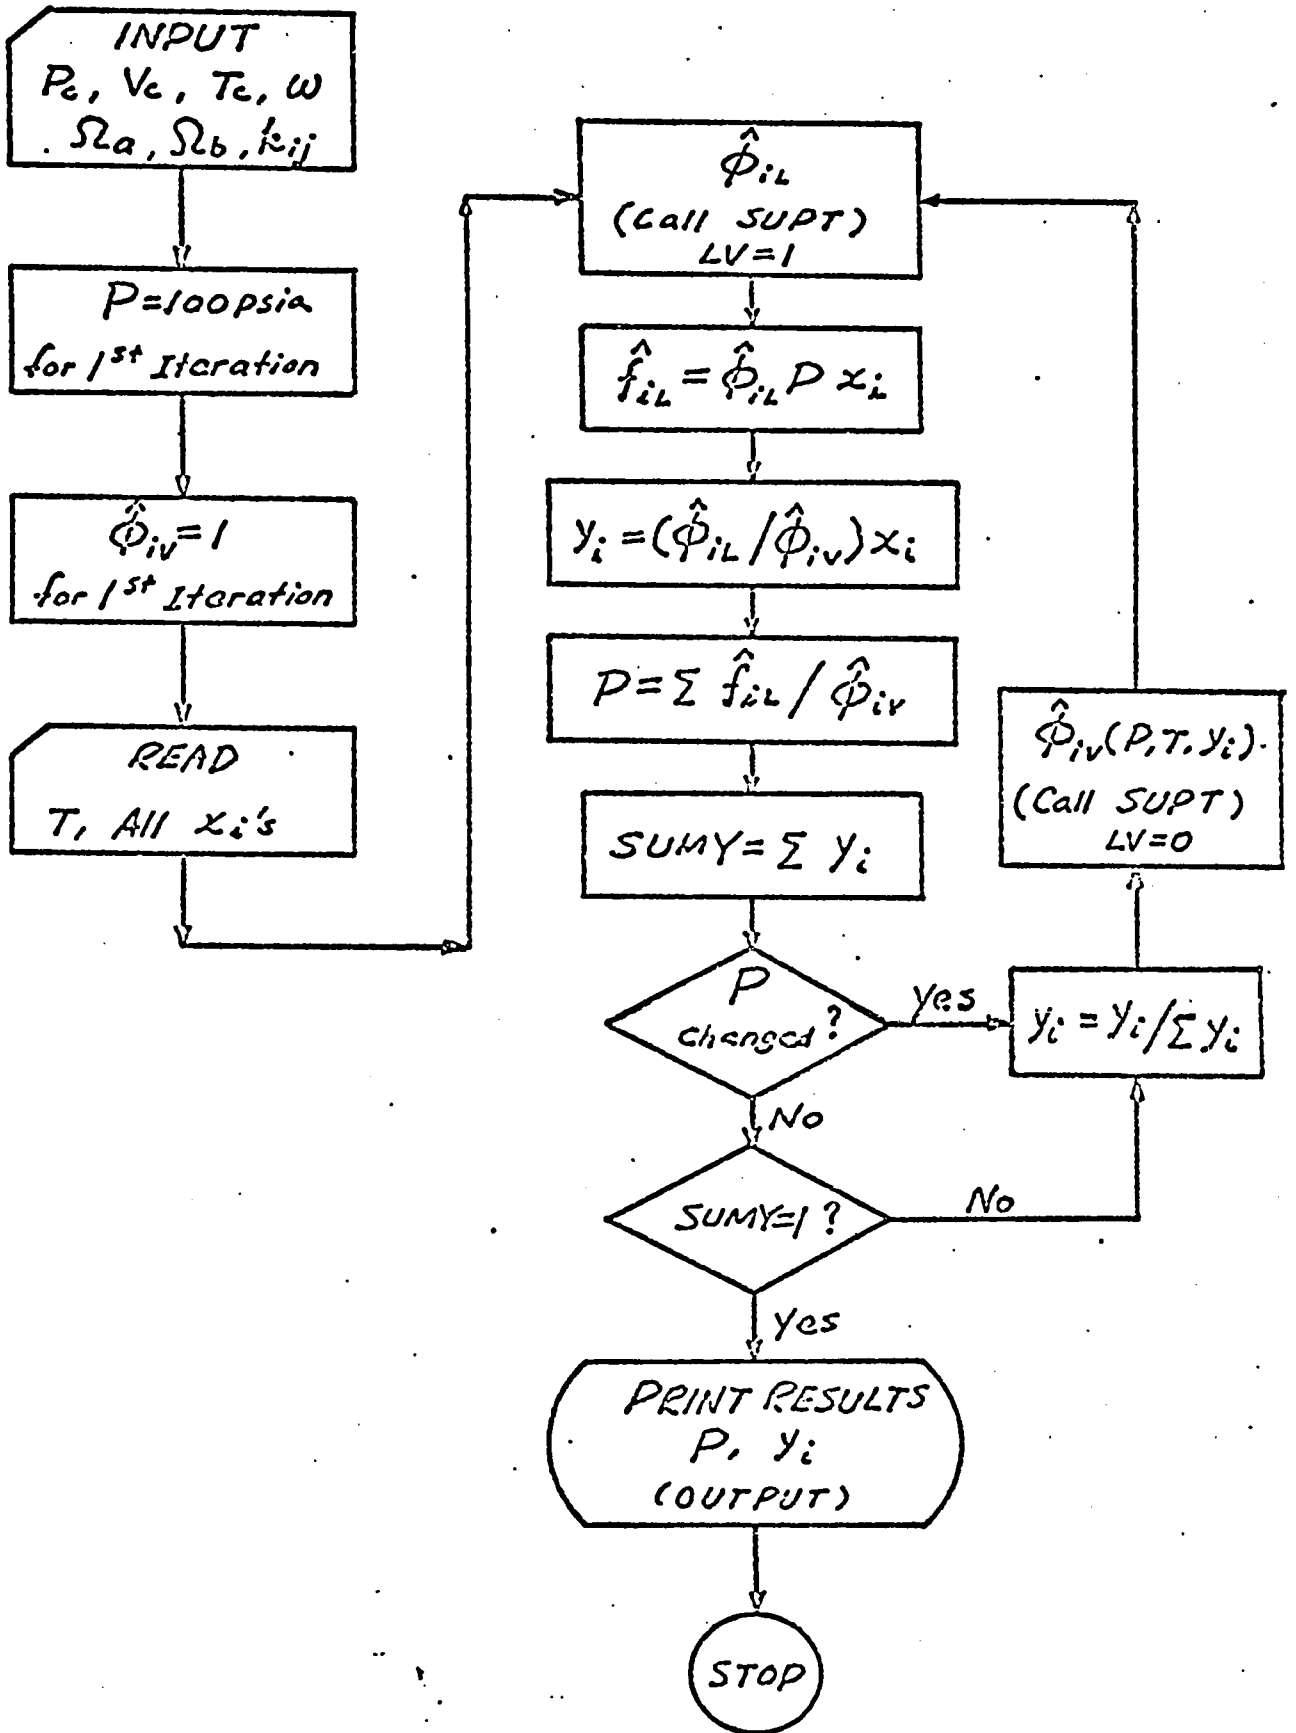 INPUT
Pc, Vc, Tc, ω
Ωa, Ωb, kij
P=100psia
for 1st Iteration
φ̂iv=1
for 1st Iteration
READ
T, All xi's
φ̂iL
(Call SUPT)
LV=1
f̂iL = φ̂iL P xi
yi = (φ̂iL / φ̂iv) xi
P = Σ f̂iL / φ̂iv
SUMY = Σ yi
P
changed?
Yes
yi = yi / Σ yi
φ̂iv (P, T, yi)
(Call SUPT)
LV=0
No
SUMY=1?
No
Yes
PRINT RESULTS
P, yi
(OUTPUT)
STOP